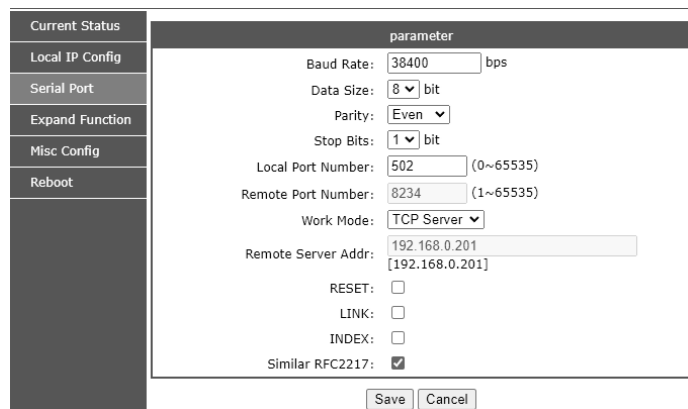 Current Status
Local IP Config
Serial Port
Expand Function
Misc Config
Reboot
parameter
Baud Rate: 38400 bps
Data Size: 8 bit
Parity: Even
Stop Bits: 1 bit
Local Port Number: 502 (0~65535)
Remote Port Number: 8234 (1~65535)
Work Mode: TCP Server
Remote Server Addr: 192.168.0.201
[192.168.0.201]
RESET:
LINK:
INDEX:
Similar RFC2217:
Save Cancel